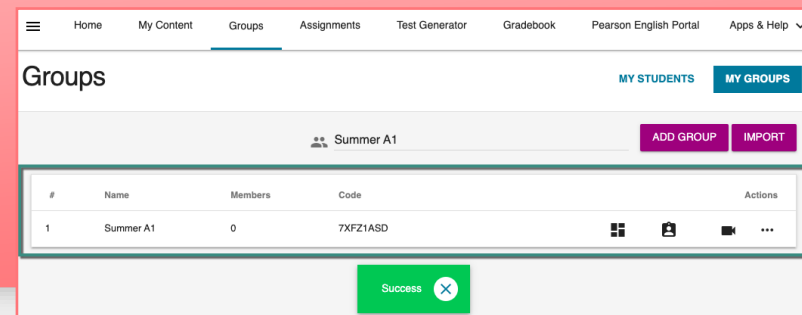 Home My Content Groups Assignments Test Generator Gradebook Pearson English Portal Apps & Help
Groups MY STUDENTS MY GROUPS
Summer A1 ADD GROUP IMPORT
# Name Members Code Actions
1 Summer A1 0 7XFZ1ASD
Success